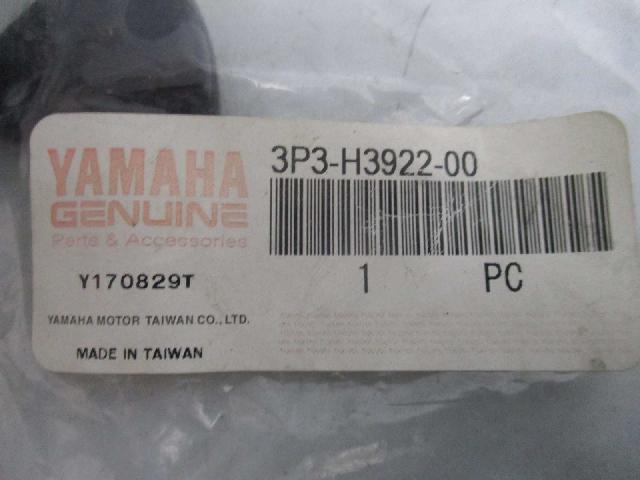 YAMAHA
GENUINE
Parts & Accessories
3P3-H3922-00
1 PC
Y170829T
YAMAHA MOTOR TAIWAN CO., LTD.
MADE IN TAIWAN